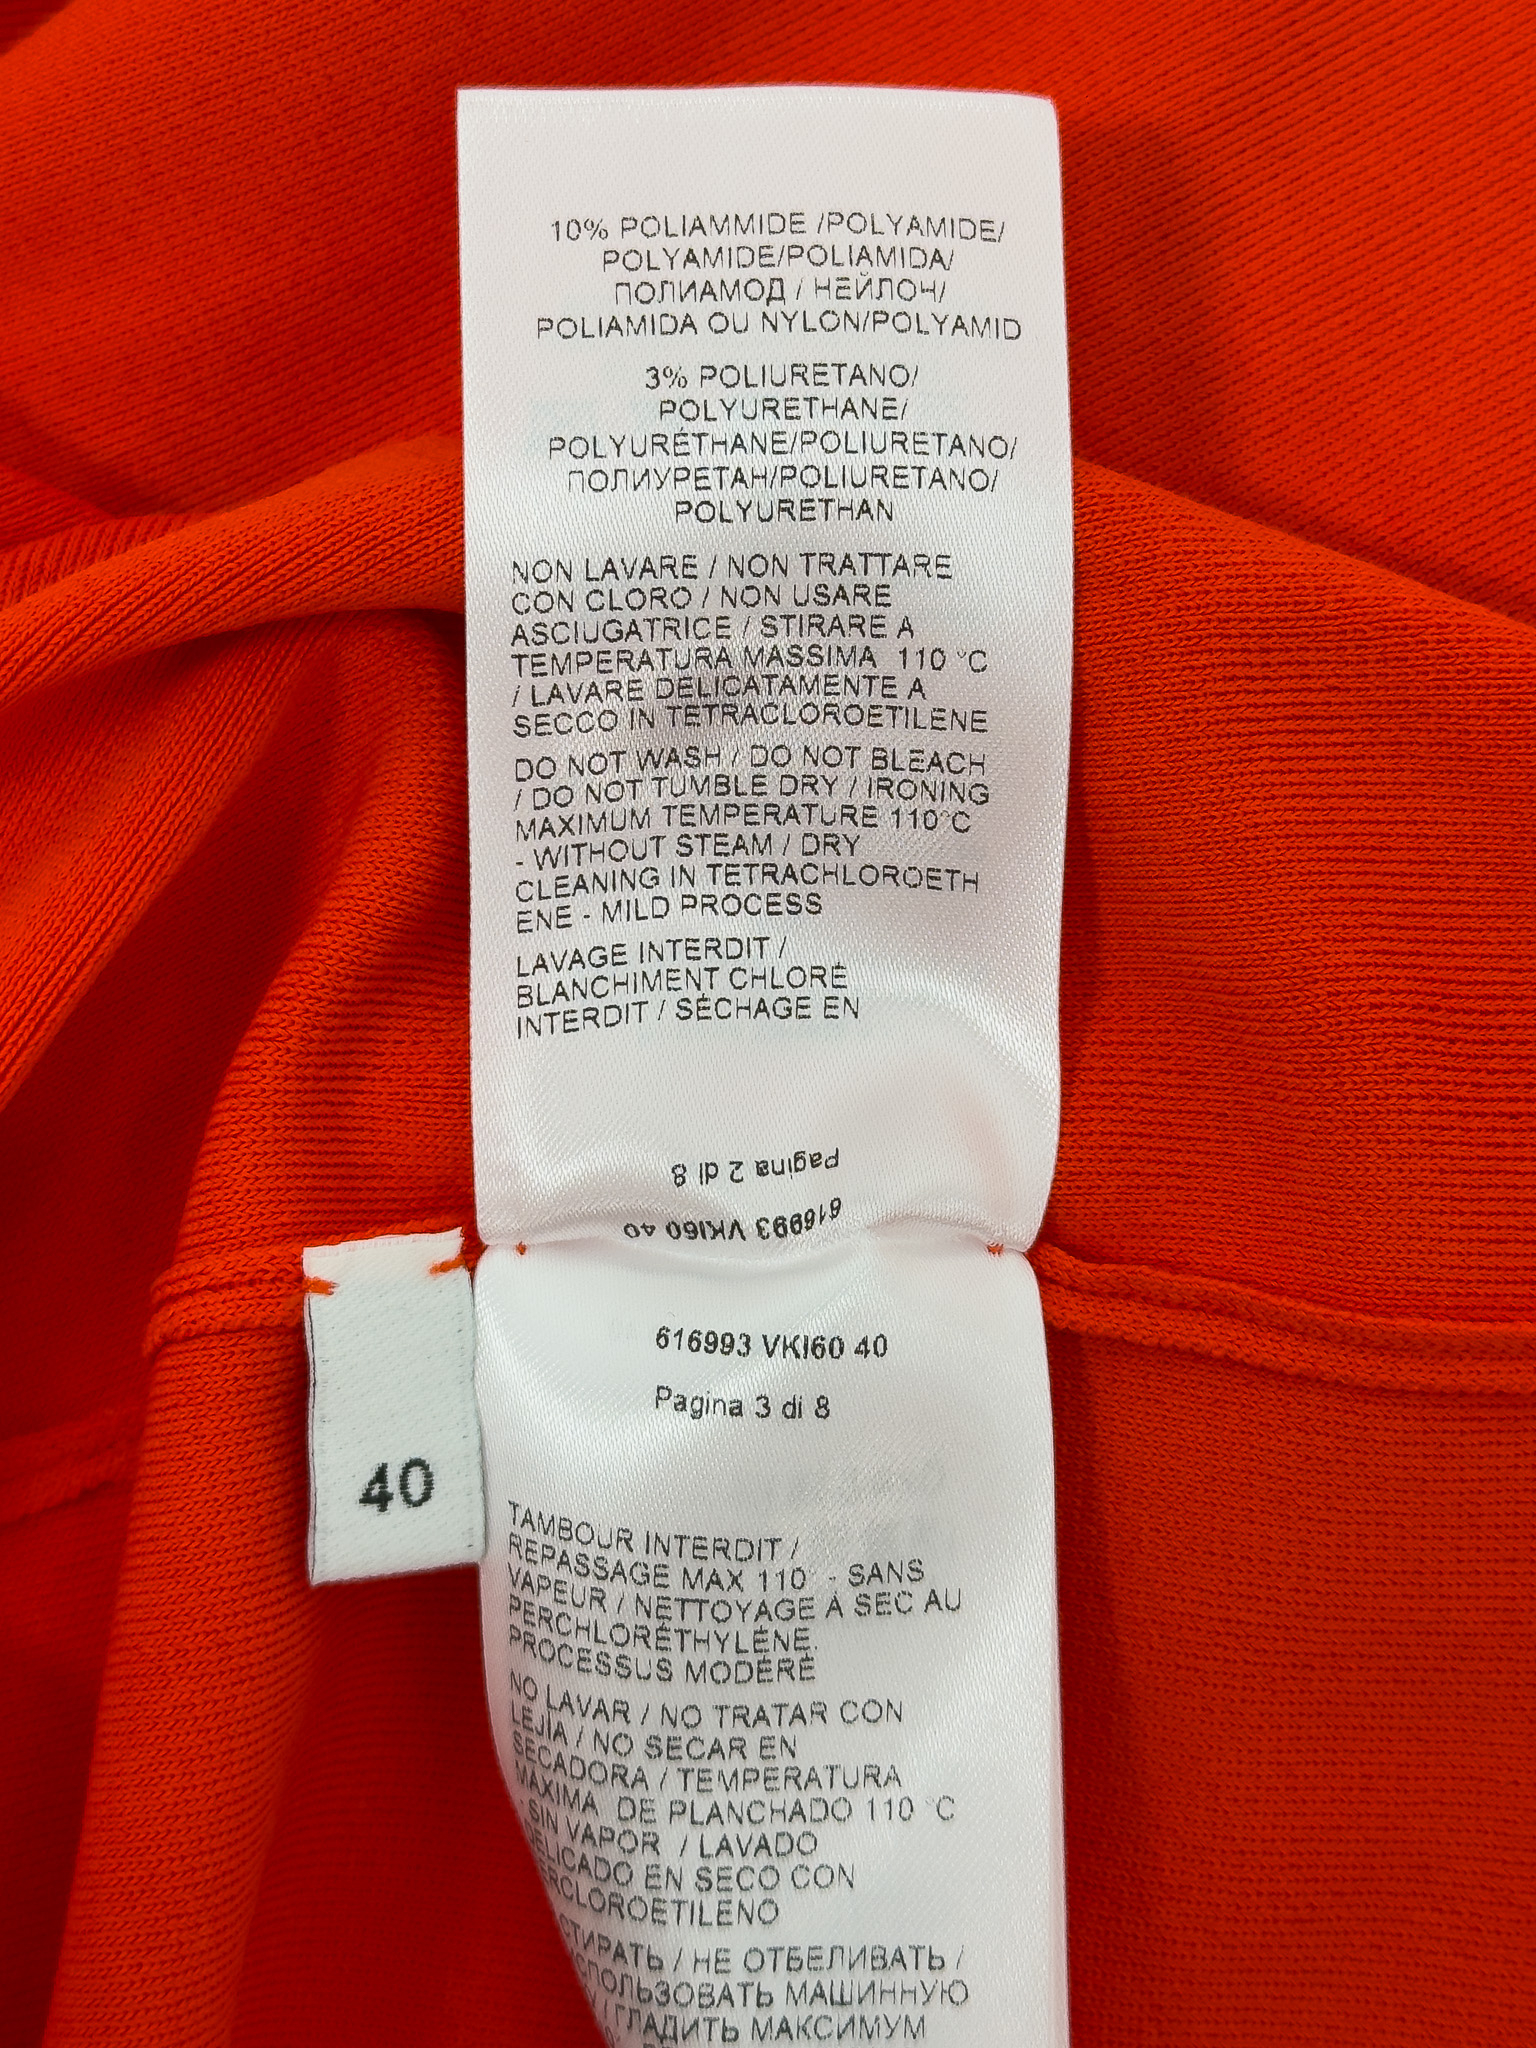 10% POLIAMMIDE /POLYAMIDE/
POLYAMIDE/POLIAMIDA/
ПОЛИАМОД / НЕЙЛОН/
POLIAMIDA OU NYLON/POLYAMID
3% POLIURETANO/
POLYURETHANE/
POLYURÉTHANE/POLIURETANO/
ПОЛИУРЕТАН/POLIURETANO/
POLYURETHAN
NON LAVARE / NON TRATTARE
CON CLORO / NON USARE
ASCIUGATRICE / STIRARE A
TEMPERATURA MASSIMA 110 °C
/ LAVARE DELICATAMENTE A
SECCO IN TETRACLOROETILENE
DO NOT WASH / DO NOT BLEACH
/ DO NOT TUMBLE DRY / IRONING
MAXIMUM TEMPERATURE 110°C
- WITHOUT STEAM / DRY
CLEANING IN TETRACHLOROETH
ENE - MILD PROCESS
LAVAGE INTERDIT /
BLANCHIMENT CHLORÉ
INTERDIT / SÉCHAGE EN
Pagina 2 di 8
616993 VKI60 40
616993 VKI60 40
Pagina 3 di 8
40
TAMBOUR INTERDIT /
REPASSAGE MAX 110° - SANS
VAPEUR / NETTOYAGE À SEC AU
PERCHLORÉTHYLÉNE.
PROCESSUS MODÉRÉ
NO LAVAR / NO TRATAR CON
LEJÍA / NO SECAR EN
SECADORA / TEMPERATURA
MÁXIMA DE PLANCHADO 110 °C
- SIN VAPOR / LAVADO
DELICADO EN SECO CON
PERCLOROETILENO
/ НЕ ОТБЕЛИВАТЬ /
МАШИННУЮ
/ ГЛАДИТЬ МАКСИМУМ